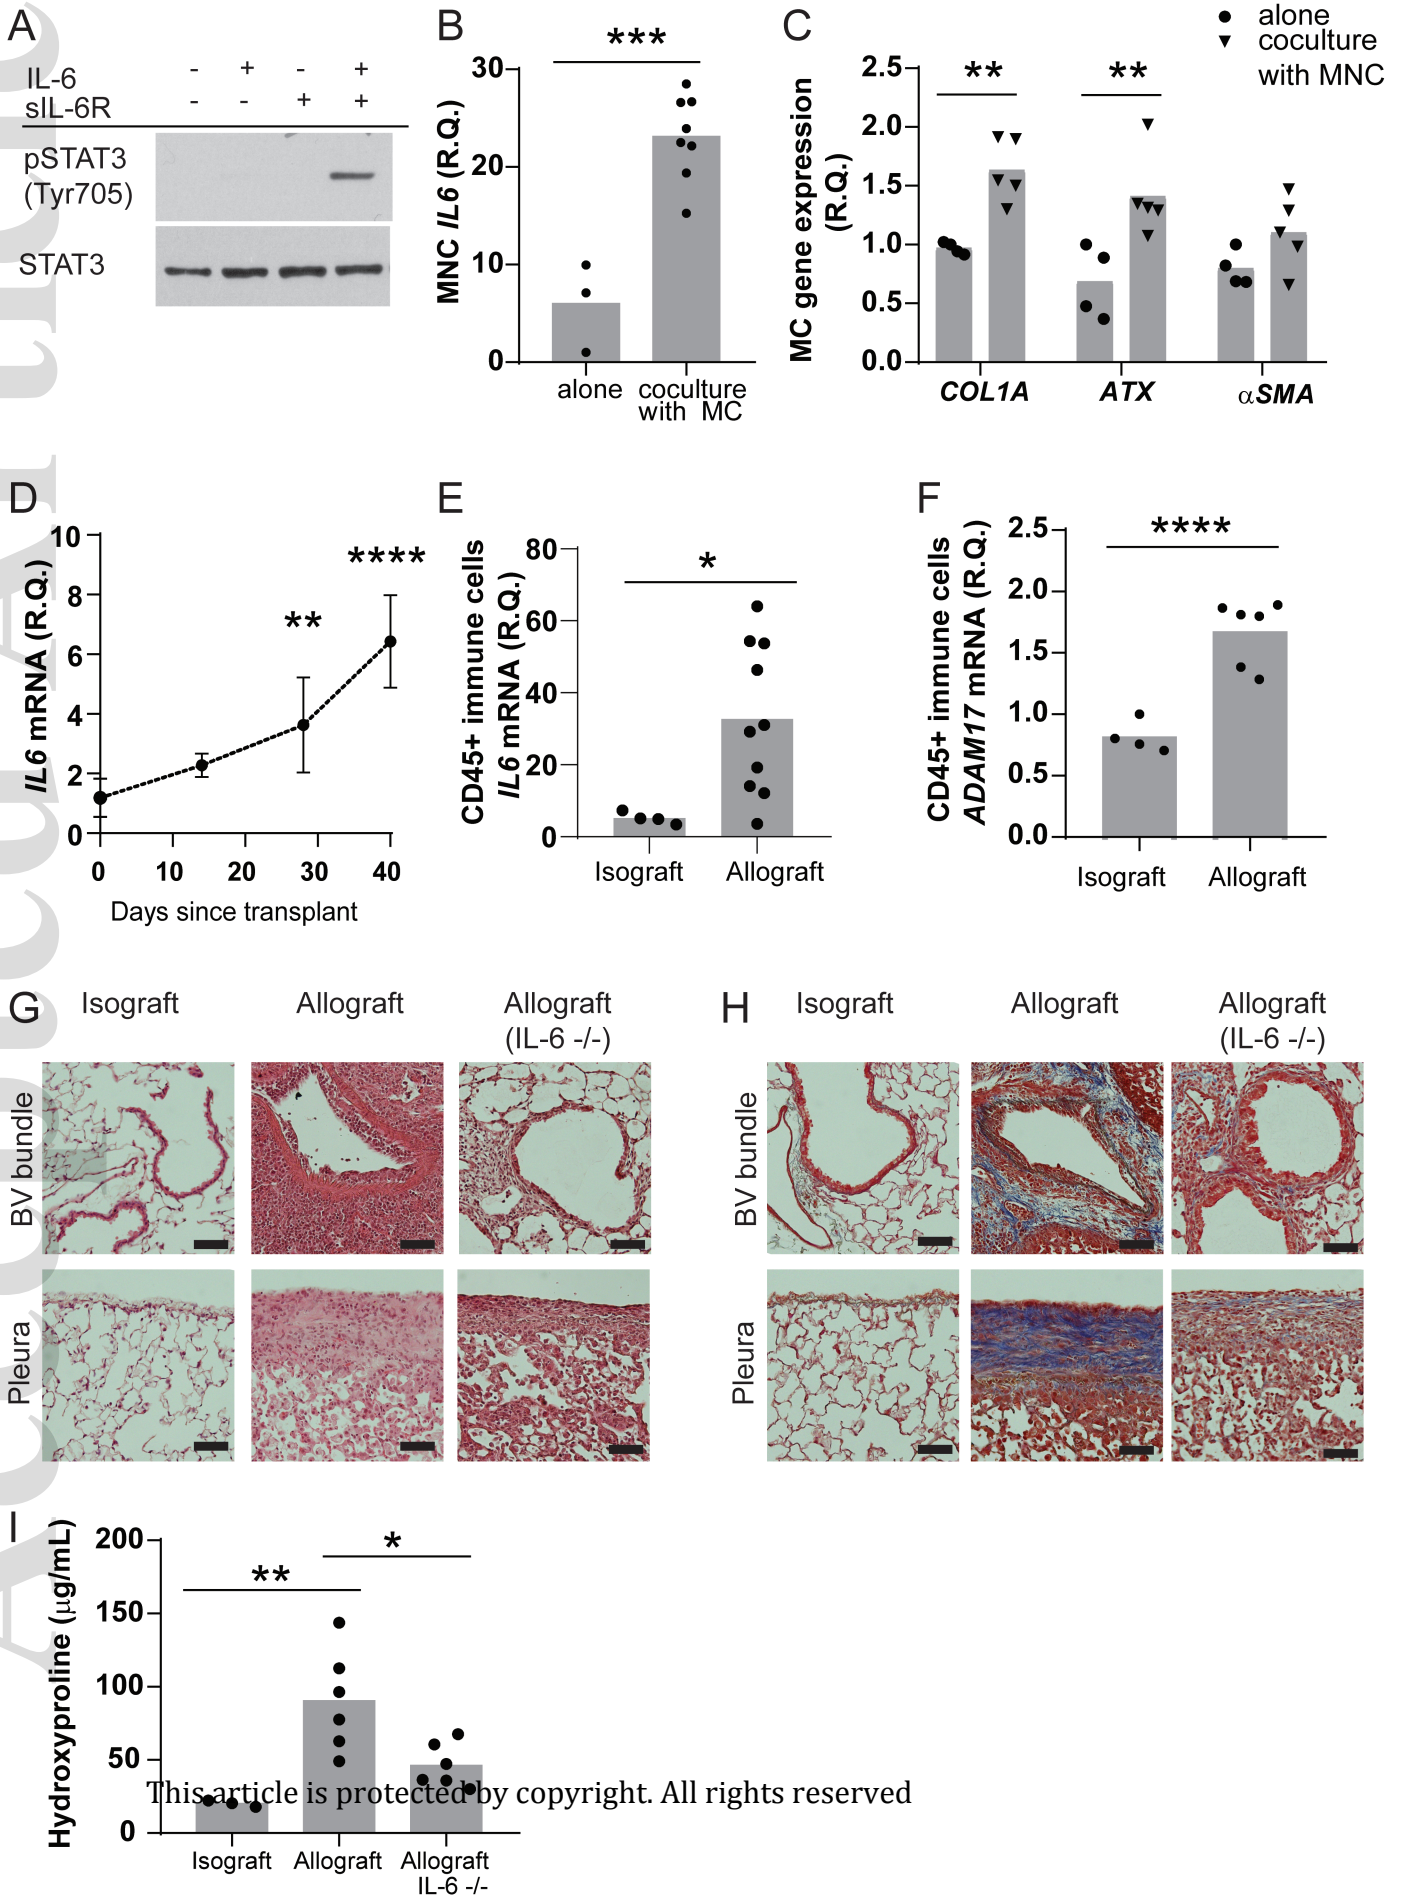 A
IL-6 - + - +
sIL-6R - - + +
pSTAT3
(Tyr705)
STAT3
B
***
MNC IL6 (R.Q.)
30
20
10
0
alone
coculture
with MC
C
alone
coculture
with MNC
MC gene expression
(R.Q.)
2.5
2.0
1.5
1.0
0.5
0.0
**
**
COL1A
ATX
αSMA
D
IL6 mRNA (R.Q.)
10
8
6
4
2
0
**
****
0 10 20 30 40
Days since transplant
E
CD45+ immune cells
IL6 mRNA (R.Q.)
80
60
40
20
0
*
Isograft
Allograft
F
CD45+ immune cells
ADAM17 mRNA (R.Q.)
2.5
2.0
1.5
1.0
0.5
0.0
****
Isograft
Allograft
G
Isograft
Allograft
Allograft
(IL-6 -/-)
BV bundle
Pleura
H
Isograft
Allograft
Allograft
(IL-6 -/-)
BV bundle
Pleura
I
Hydroxyproline (μg/mL)
200
150
100
50
0
**
*
Isograft
Allograft
Allograft
IL-6 -/-
This article is protected by copyright. All rights reserved